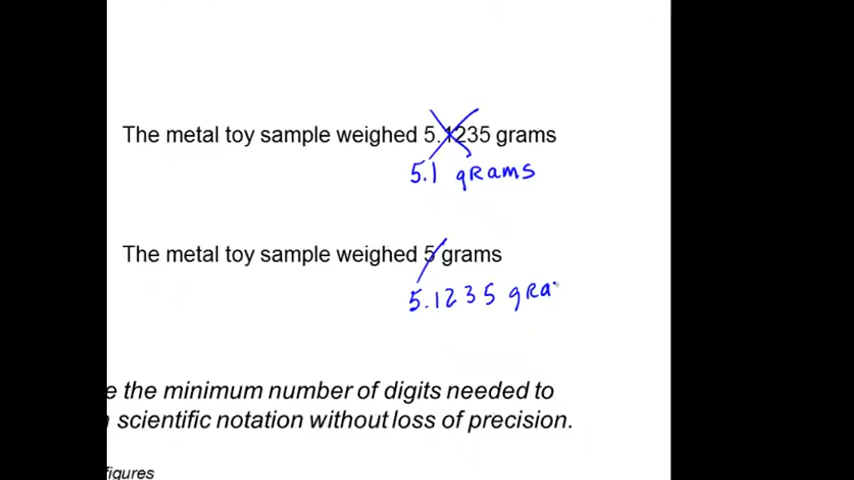 The metal toy sample weighed 5.1235 grams
5.1 gRams
The metal toy sample weighed 5 grams
5.1235 gRa
e the minimum number of digits needed to
scientific notation without loss of precision.
figures